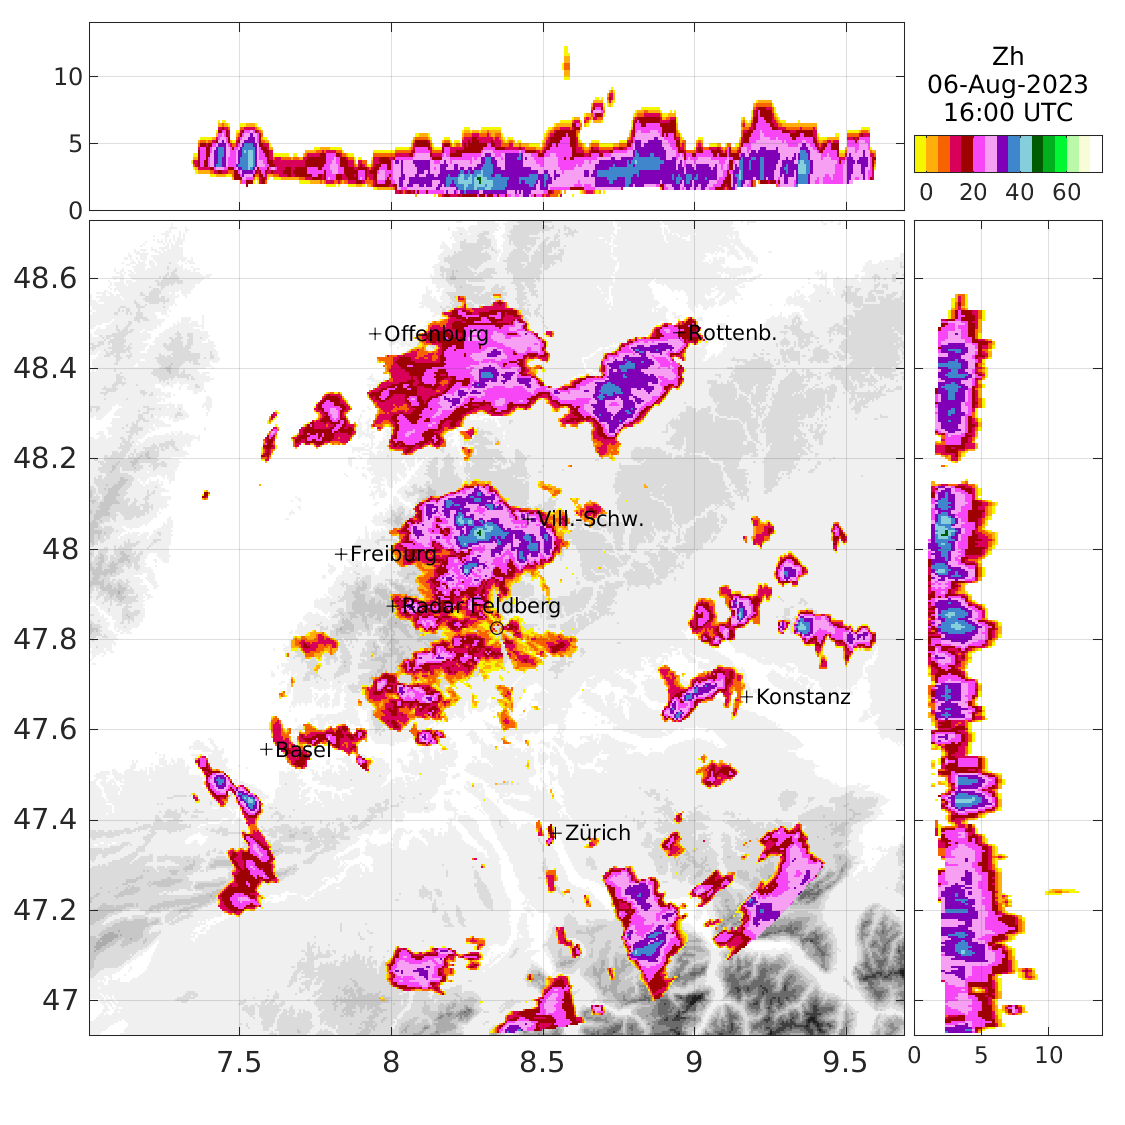 10
5
0
Zh
06-Aug-2023
16:00 UTC
0 20 40 60
48.6
48.4
48.2
48
47.8
47.6
47.4
47.2
47
+Offenburg
+Rottenb.
+Vill.-Schw.
+Freiburg
+Radar Feldberg
+Konstanz
+Basel
+Zürich
7.5 8 8.5 9 9.5
0 5 10